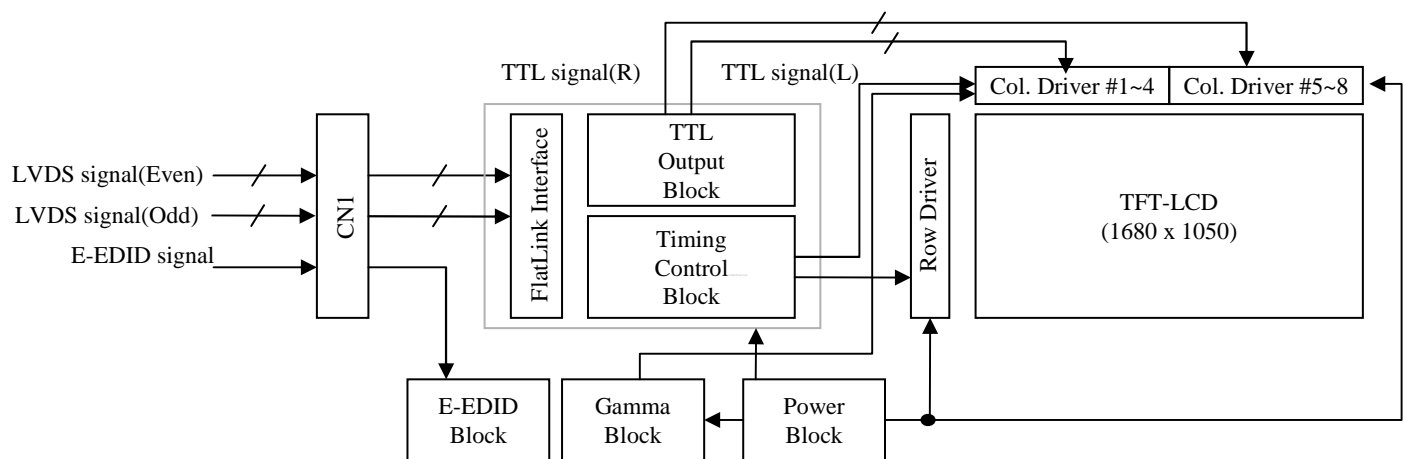 TTL signal(R)
TTL signal(L)
Col. Driver #1~4
Col. Driver #5~8
LVDS signal(Even)
LVDS signal(Odd)
E-EDID signal
CN1
FlatLink Interface
TTL
Output
Block
Timing
Control
Block
Row Driver
TFT-LCD
(1680 x 1050)
E-EDID
Block
Gamma
Block
Power
Block